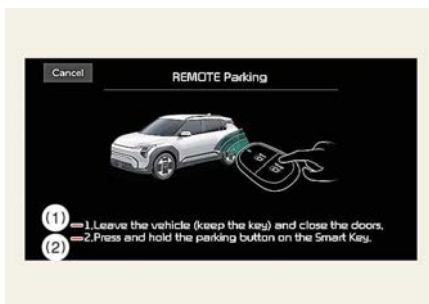 Cancel
REMOTE Parking
(1)
1.Leave the vehicle (keep the key) and close the doors.
(2)
2.Press and hold the parking button on the Smart Key.